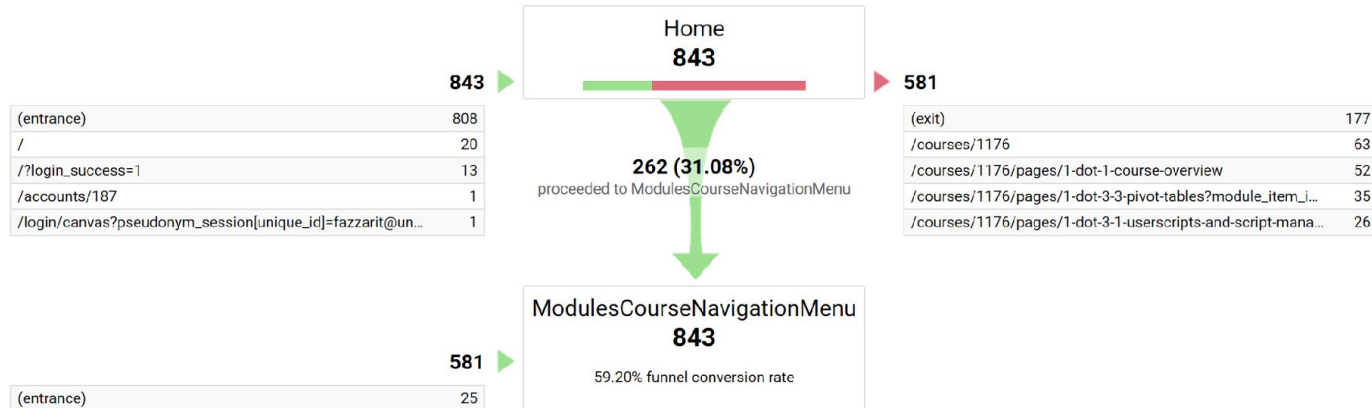 Home
843
843
581
(entrance) 808
/ 20
/?login_success=1 13
/accounts/187 1
/login/canvas?pseudonym_session[unique_id]=fazzarit@un... 1
262 (31.08%)
proceeded to ModulesCourseNavigationMenu
(exit) 177
/courses/1176 63
/courses/1176/pages/1-dot-1-course-overview 52
/courses/1176/pages/1-dot-3-3-pivot-tables?module_item_i... 35
/courses/1176/pages/1-dot-3-1-userscripts-and-script-mana... 26
ModulesCourseNavigationMenu
843
59.20% funnel conversion rate
581
(entrance) 25